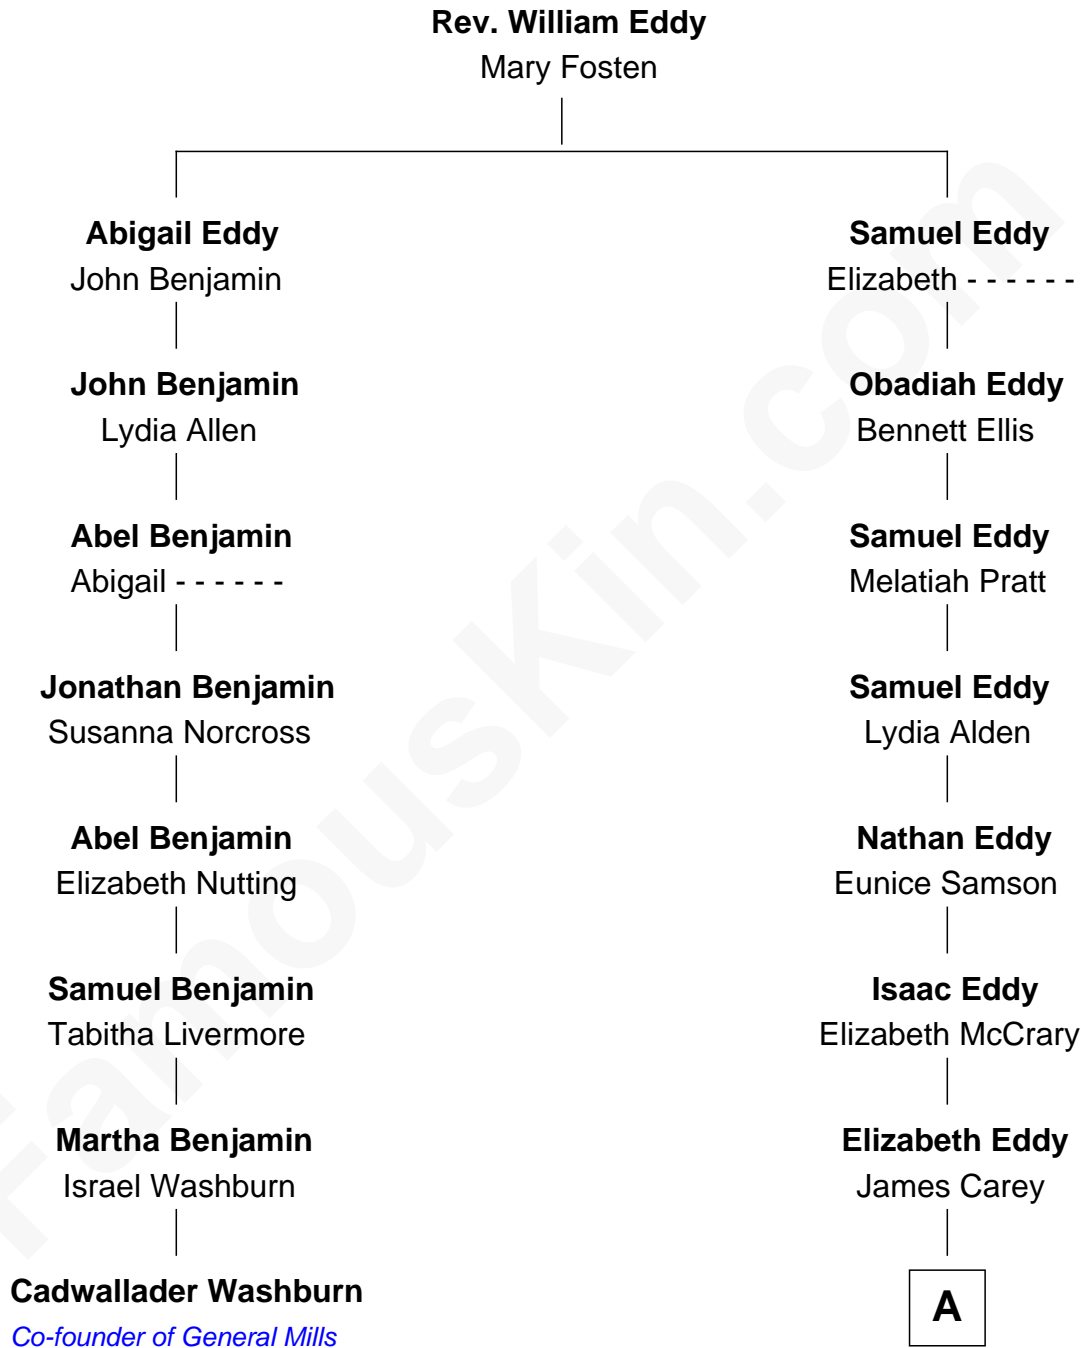 Rev. William Eddy
Mary Fosten
Abigail Eddy
John Benjamin
Samuel Eddy
Elizabeth - - - - - -
John Benjamin
Lydia Allen
Obadiah Eddy
Bennett Ellis
Abel Benjamin
Abigail - - - - - -
Samuel Eddy
Melatiah Pratt
Jonathan Benjamin
Susanna Norcross
Samuel Eddy
Lydia Alden
Abel Benjamin
Elizabeth Nutting
Nathan Eddy
Eunice Samson
Samuel Benjamin
Tabitha Livermore
Isaac Eddy
Elizabeth McCrary
Martha Benjamin
Israel Washburn
Elizabeth Eddy
James Carey
Cadwallader Washburn
Co-founder of General Mills
A
FamousKin.com